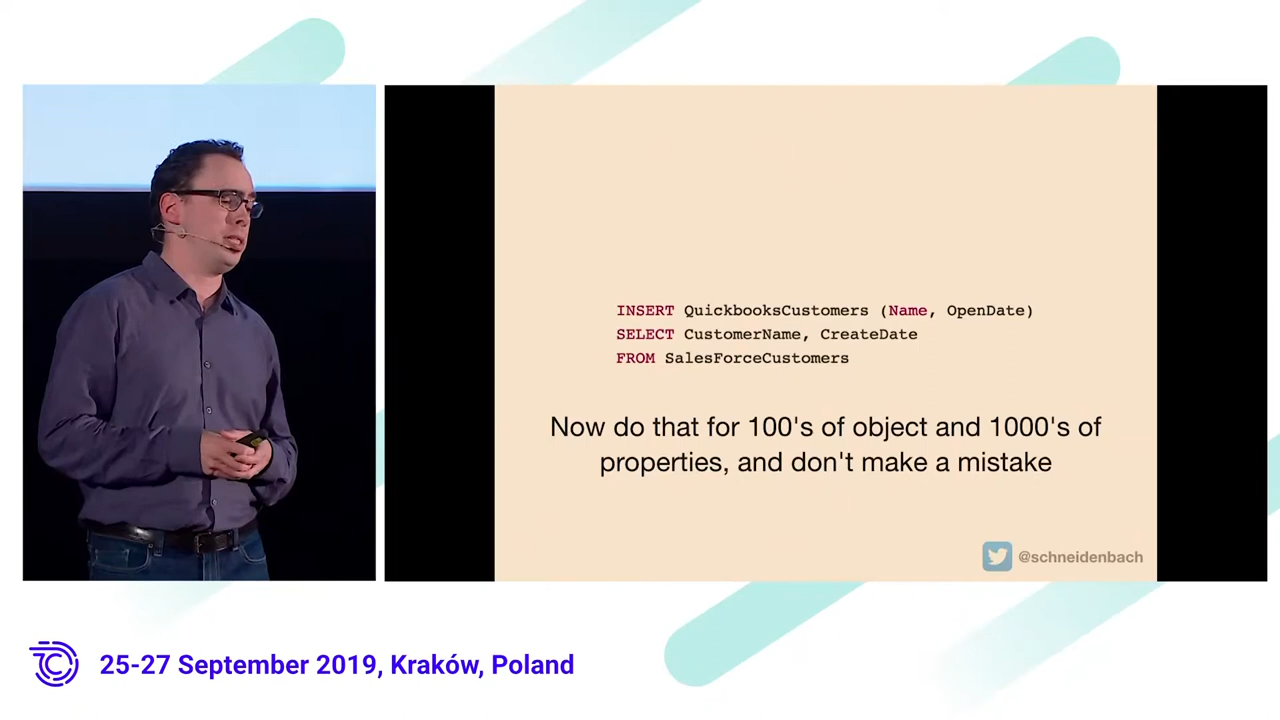 INSERT QuickbooksCustomers (Name, OpenDate)
SELECT CustomerName, CreateDate
FROM SalesForceCustomers
Now do that for 100's of object and 1000's of
properties, and don't make a mistake
@schneidenbach
25-27 September 2019, Kraków, Poland